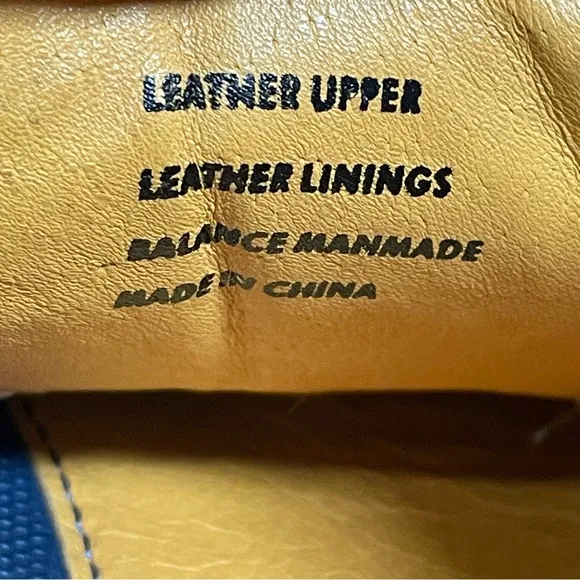 LEATHER UPPER
LEATHER LININGS
BALANCE MANMADE
MADE IN CHINA